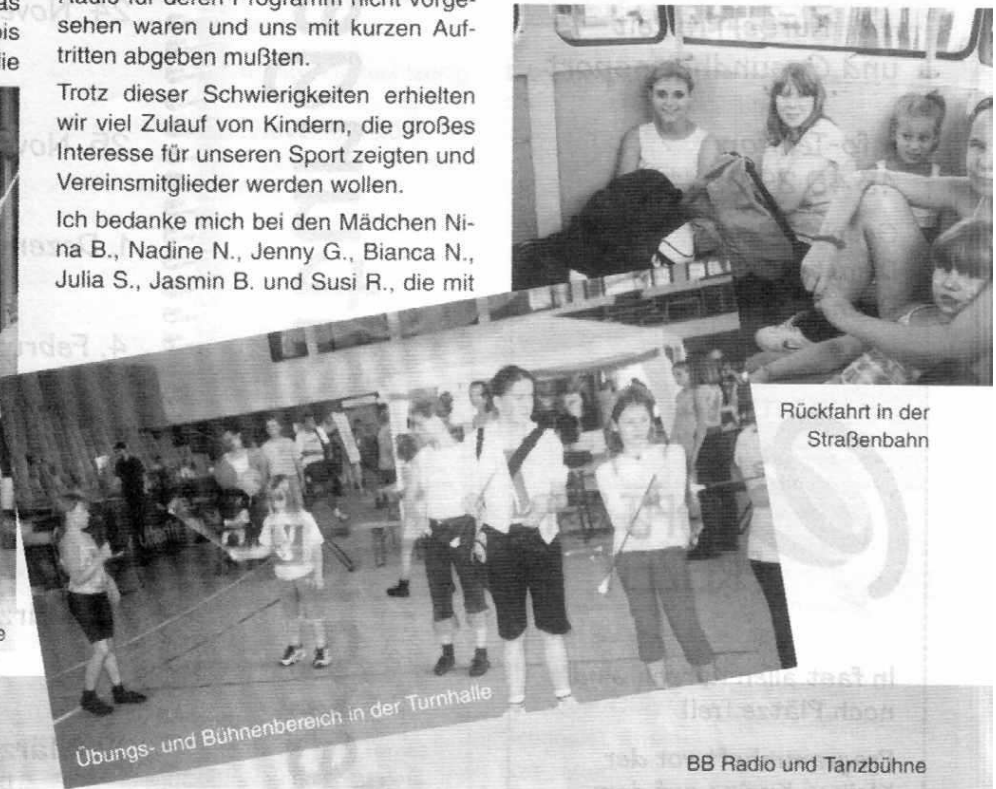 as
bis
die
Radio für deren Programm nicht vorge-
sehen waren und uns mit kurzen Auf-
tritten abgeben mußten.
Trotz dieser Schwierigkeiten erhielten
wir viel Zulauf von Kindern, die großes
Interesse für unseren Sport zeigten und
Vereinsmitglieder werden wollen.
Ich bedanke mich bei den Mädchen Ni-
na B., Nadine N., Jenny G., Bianca N.,
Julia S., Jasmin B. und Susi R., die mit
Rückfahrt in der
Straßenbahn
e
Übungs- und Bühnenbereich in der Turnhalle
BB Radio und Tanzbühne